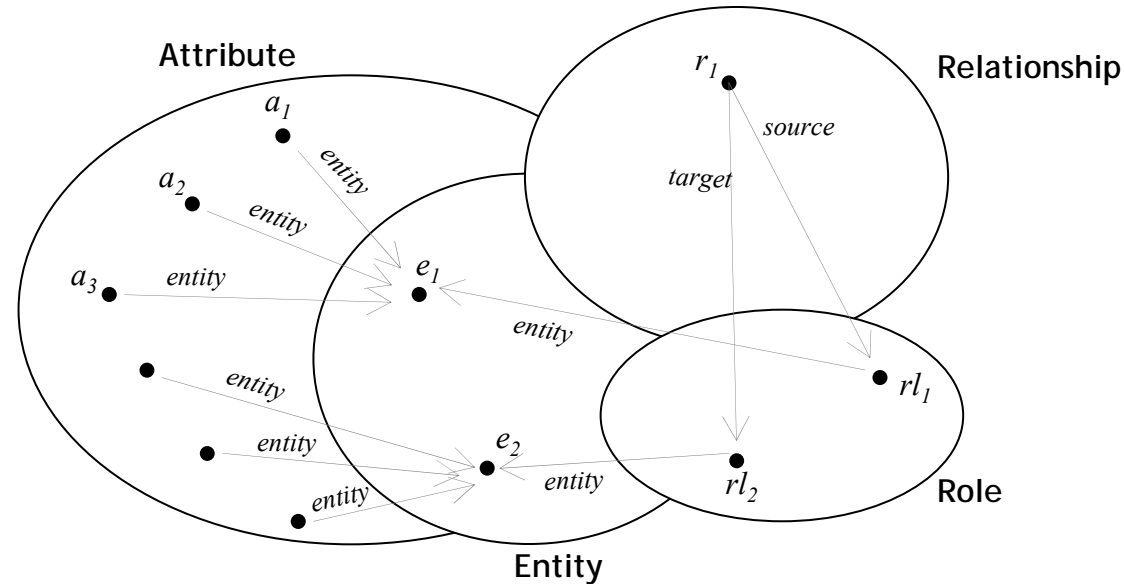 Attribute
Relationship
r1
a1
source
entity
a2
target
entity
a3
entity
e1
entity
rl1
entity
e2
entity
entity
rl2
entity
Role
Entity